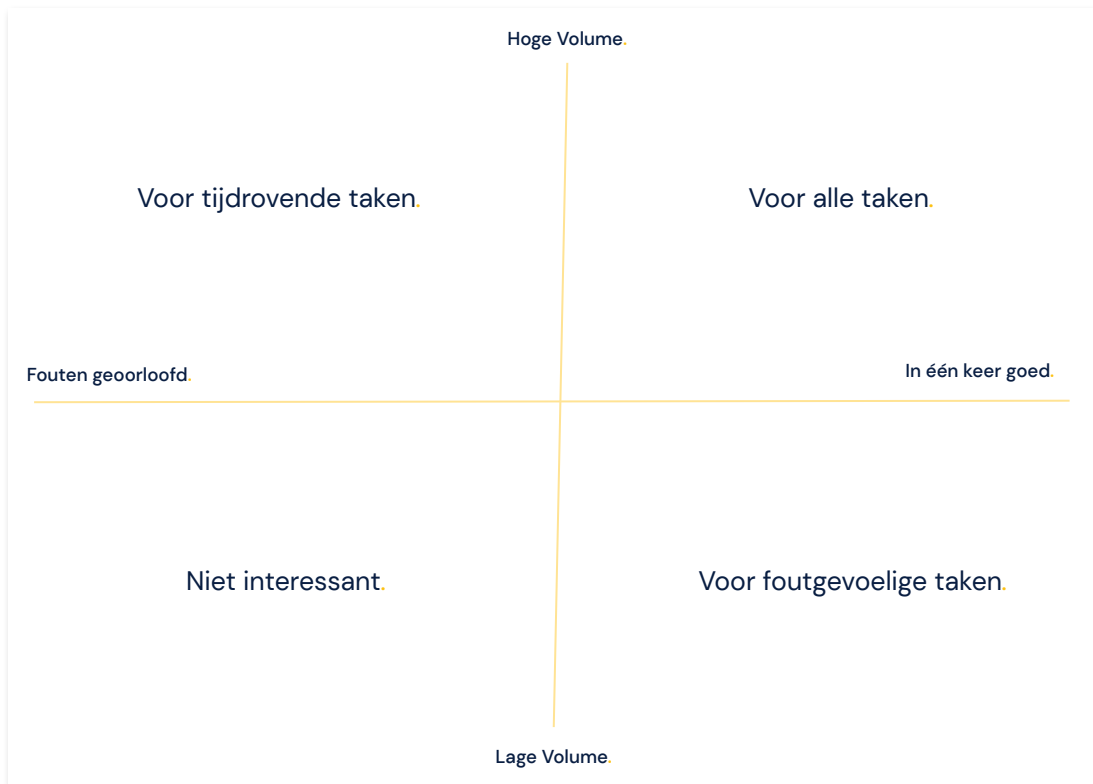 Hoge Volume.
Voor tijdrovende taken.
Voor alle taken.
Fouten geoorloofd.
In één keer goed.
Niet interessant.
Voor foutgevoelige taken.
Lage Volume.